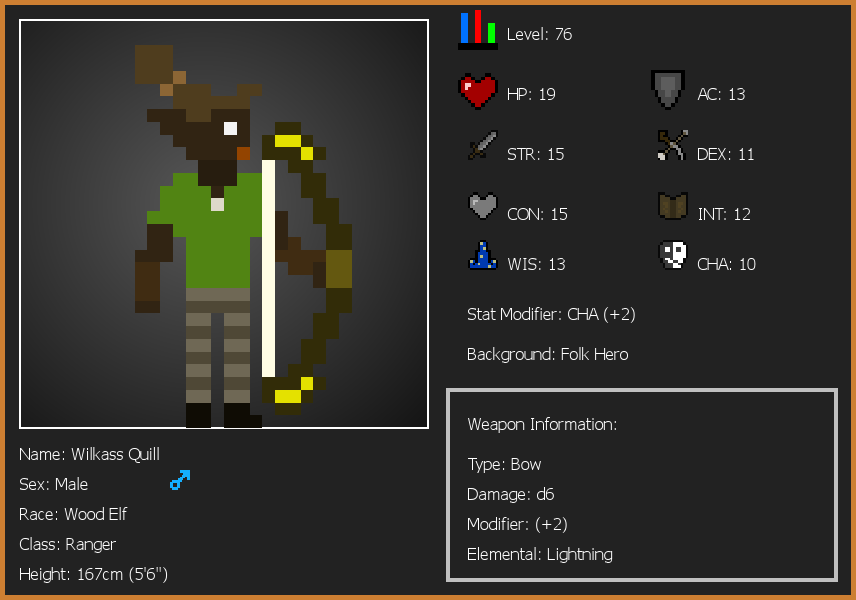 Level: 76
HP: 19
AC: 13
STR: 15
DEX: 11
CON: 15
INT: 12
WIS: 13
CHA: 10
Stat Modifier: CHA (+2)
Background: Folk Hero
Weapon Information:
Type: Bow
Damage: d6
Modifier: (+2)
Elemental: Lightning
Name: Wilkass Quill
Sex: Male
Race: Wood Elf
Class: Ranger
Height: 167cm (5'6")